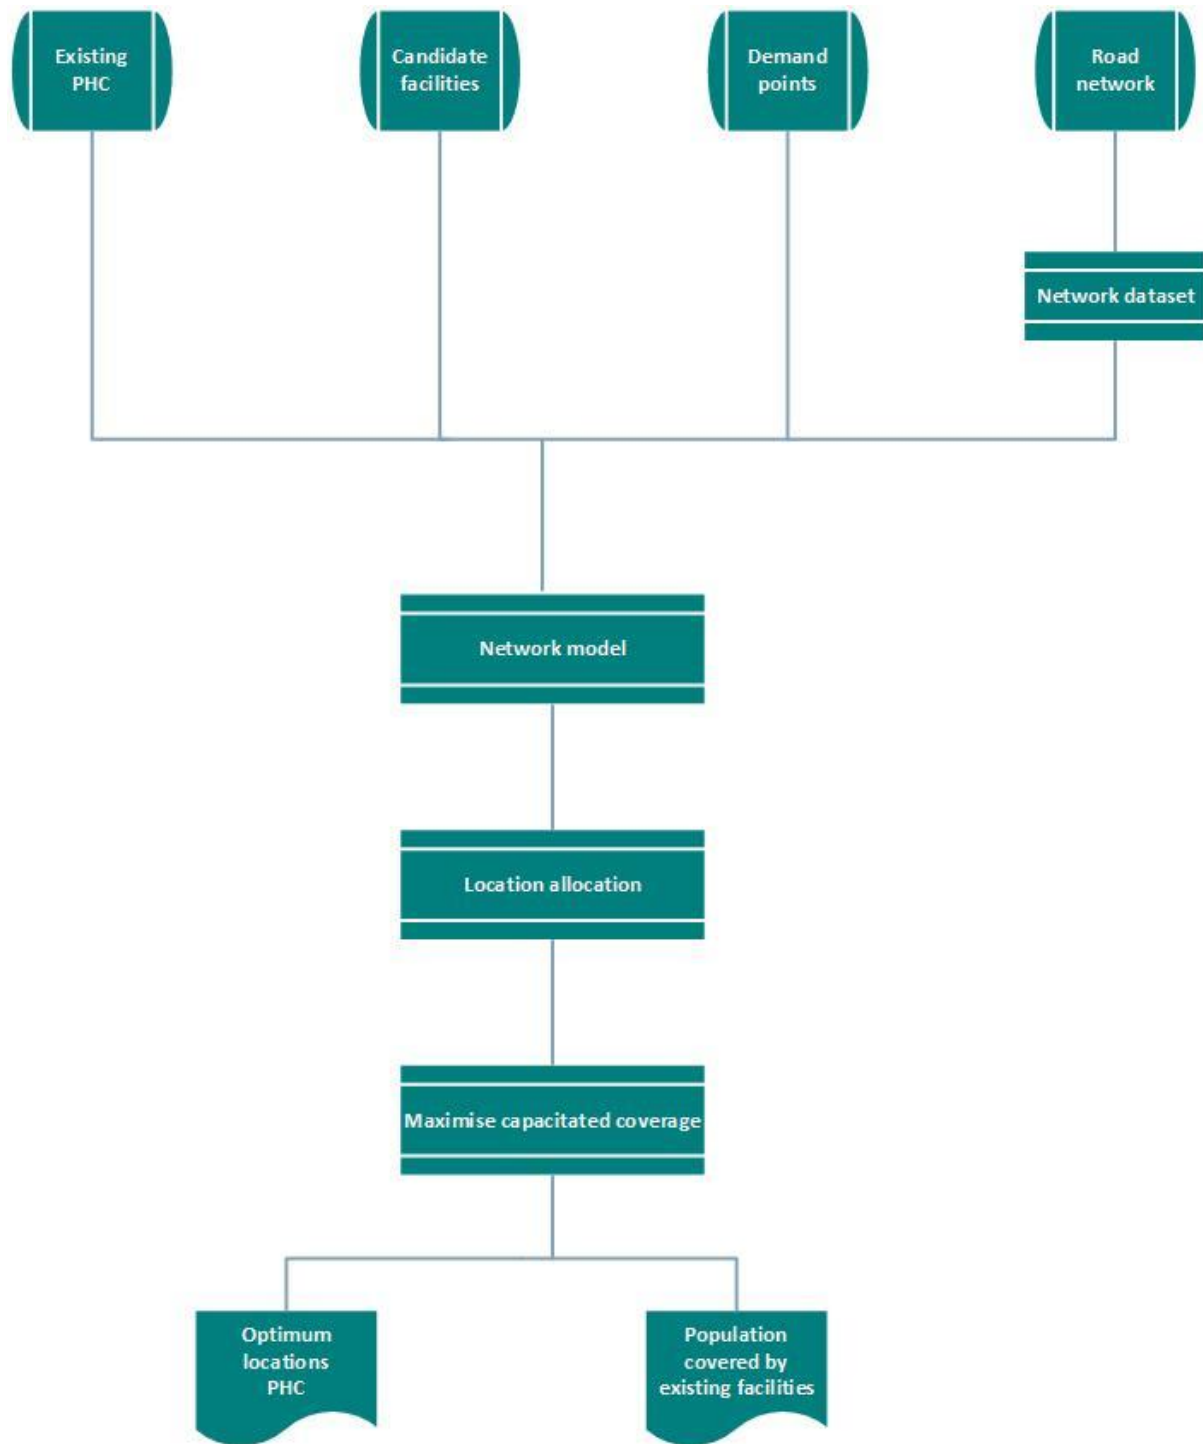 Existing
PHC
Candidate
facilities
Demand
points
Road
network
Network dataset
Network model
Location allocation
Maximise capacitated coverage
Optimum
locations
PHC
Population
covered by
existing facilities